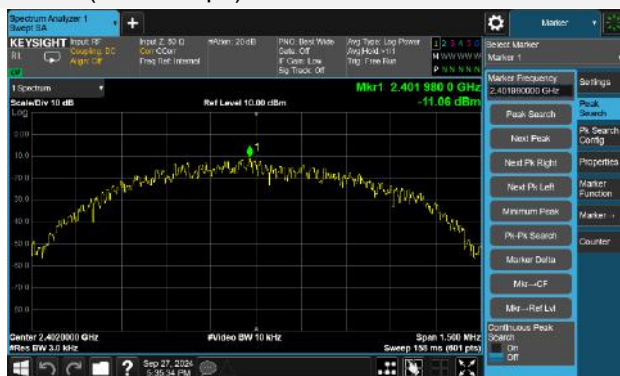 Spectrum Analyzer 1
Swept SA
Marker
KEYSIGHT
Input: RF
Coupling: DC
Align: Off
Input Z: 50 Ω
Corr CCorr
Freq Ref: Internal
#Atten: 20 dB
PNO: Best Wide
Gate: Off
IF Gain: Low
Sig Track: Off
Avg Type: Log Power
Avg|Hold:>1/1
Trig: Free Run
1 2 3 4 5 6
M W W W W W
P N N N N N
Select Marker
Marker 1
Marker Frequency
2.401980000 GHz
Settings
1 Spectrum
Mkr1 2.401 980 0 GHz
Scale/Div 10 dB
Ref Level 10.00 dBm
-11.06 dBm
Log
Peak Search
Peak
Search
Next Peak
Pk Search
Config
Next Pk Right
Properties
Next Pk Left
Marker
Function
Minimum Peak
Marker→
Pk-Pk Search
Counter
Marker Delta
Mkr→CF
Mkr→Ref Lvl
Continuous Peak
Search
On
Off
1
Center 2.4020000 GHz
#Video BW 10 kHz
Span 1.500 MHz
#Res BW 3.0 kHz
Sweep 158 ms (601 pts)
Sep 27, 2024
5:35:34 PM